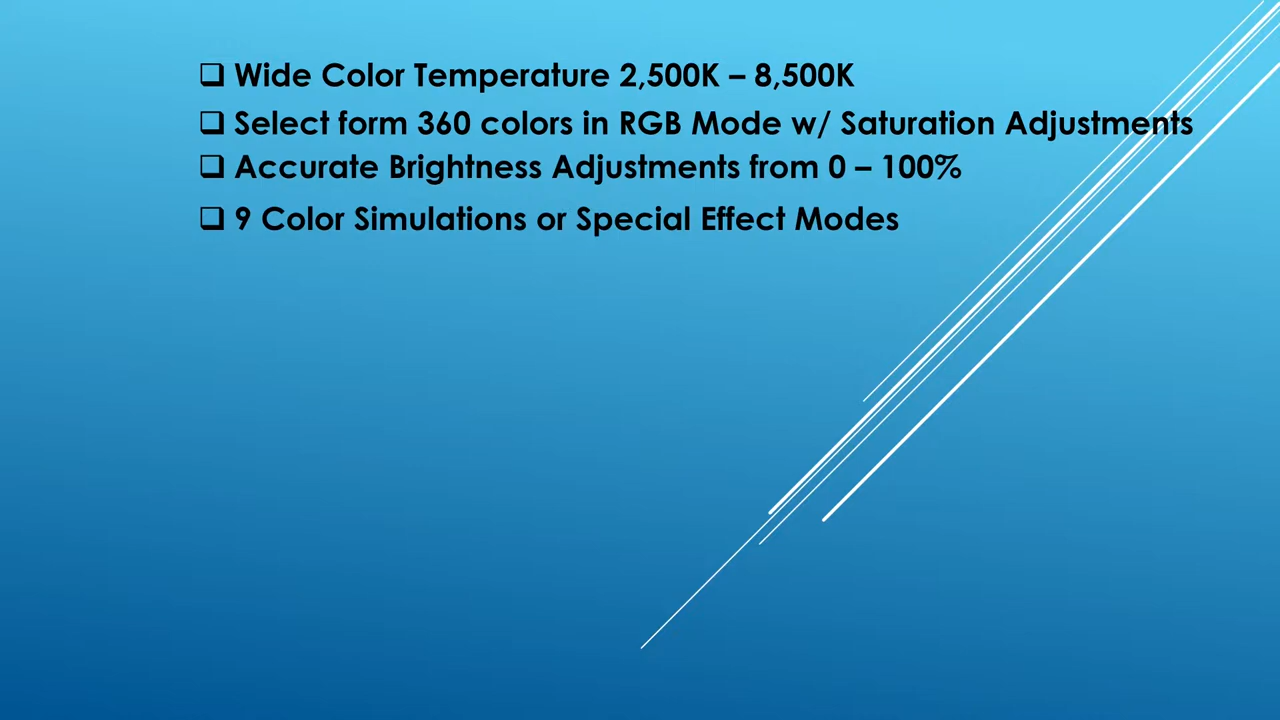 ❑ Wide Color Temperature 2,500K – 8,500K
❑ Select form 360 colors in RGB Mode w/ Saturation Adjustments
❑ Accurate Brightness Adjustments from 0 – 100%
❑ 9 Color Simulations or Special Effect Modes